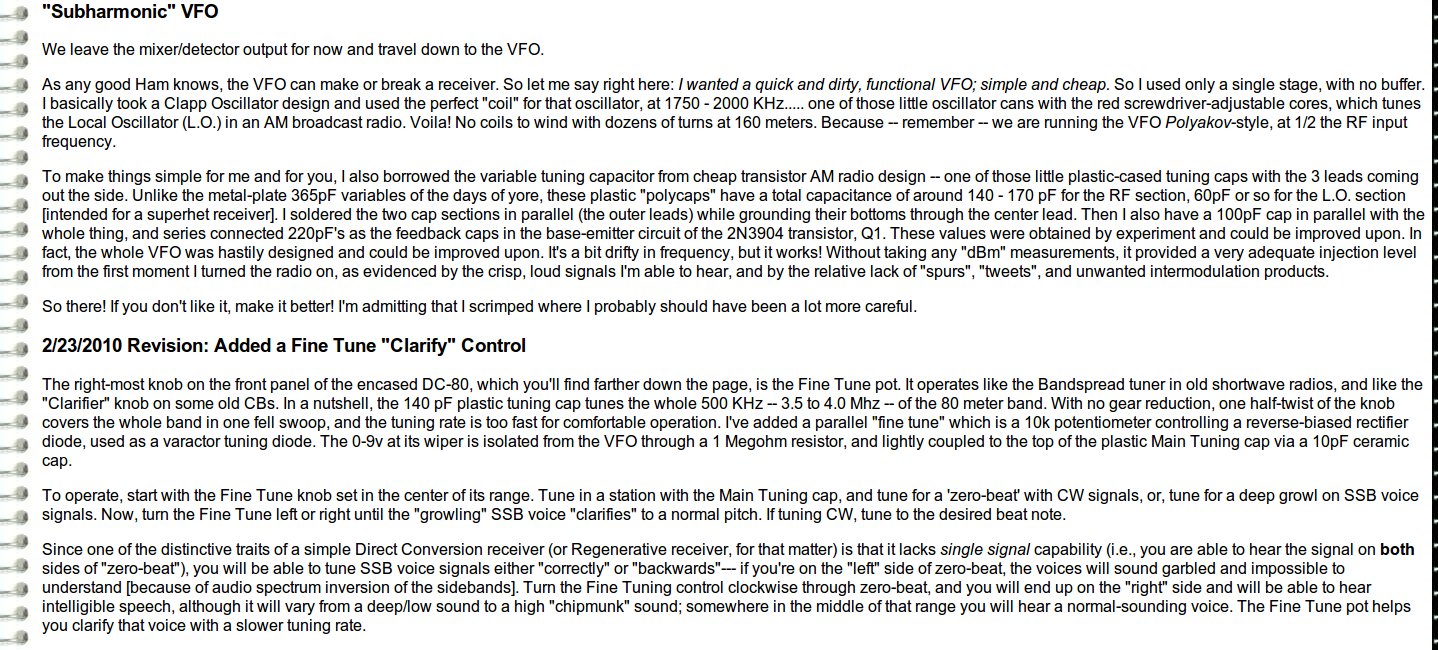 "Subharmonic" VFO
We leave the mixer/detector output for now and travel down to the VFO.
As any good Ham knows, the VFO can make or break a receiver. So let me say right here: I wanted a quick and dirty, functional VFO; simple and cheap. So I used only a single stage, with no buffer.
I basically took a Clapp Oscillator design and used the perfect "coil" for that oscillator, at 1750 - 2000 KHz..... one of those little oscillator cans with the red screwdriver-adjustable cores, which tunes
the Local Oscillator (L.O.) in an AM broadcast radio. Voila! No coils to wind with dozens of turns at 160 meters. Because -- remember -- we are running the VFO Polyakov-style, at 1/2 the RF input
frequency.
To make things simple for me and for you, I also borrowed the variable tuning capacitor from cheap transistor AM radio design -- one of those little plastic-cased tuning caps with the 3 leads coming
out the side. Unlike the metal-plate 365pF variables of the days of yore, these plastic "polycaps" have a total capacitance of around 140 - 170 pF for the RF section, 60pF or so for the L.O. section
[intended for a superhet receiver]. I soldered the two cap sections in parallel (the outer leads) while grounding their bottoms through the center lead. Then I also have a 100pF cap in parallel with the
whole thing, and series connected 220pF's as the feedback caps in the base-emitter circuit of the 2N3904 transistor, Q1. These values were obtained by experiment and could be improved upon. In
fact, the whole VFO was hastily designed and could be improved upon. It's a bit drifty in frequency, but it works! Without taking any "dBm" measurements, it provided a very adequate injection level
from the first moment I turned the radio on, as evidenced by the crisp, loud signals I'm able to hear, and by the relative lack of "spurs", "tweets", and unwanted intermodulation products.
So there! If you don't like it, make it better! I'm admitting that I scrimped where I probably should have been a lot more careful.
2/23/2010 Revision: Added a Fine Tune "Clarify" Control
The right-most knob on the front panel of the encased DC-80, which you'll find farther down the page, is the Fine Tune pot. It operates like the Bandspread tuner in old shortwave radios, and like the
"Clarifier" knob on some old CBs. In a nutshell, the 140 pF plastic tuning cap tunes the whole 500 KHz -- 3.5 to 4.0 Mhz -- of the 80 meter band. With no gear reduction, one half-twist of the knob
covers the whole band in one fell swoop, and the tuning rate is too fast for comfortable operation. I've added a parallel "fine tune" which is a 10k potentiometer controlling a reverse-biased rectifier
diode, used as a varactor tuning diode. The 0-9v at its wiper is isolated from the VFO through a 1 Megohm resistor, and lightly coupled to the top of the plastic Main Tuning cap via a 10pF ceramic
cap.
To operate, start with the Fine Tune knob set in the center of its range. Tune in a station with the Main Tuning cap, and tune for a 'zero-beat' with CW signals, or, tune for a deep growl on SSB voice
signals. Now, turn the Fine Tune left or right until the "growling" SSB voice "clarifies" to a normal pitch. If tuning CW, tune to the desired beat note.
Since one of the distinctive traits of a simple Direct Conversion receiver (or Regenerative receiver, for that matter) is that it lacks single signal capability (i.e., you are able to hear the signal on both
sides of "zero-beat"), you will be able to tune SSB voice signals either "correctly" or "backwards"--- if you're on the "left" side of zero-beat, the voices will sound garbled and impossible to
understand [because of audio spectrum inversion of the sidebands]. Turn the Fine Tuning control clockwise through zero-beat, and you will end up on the "right" side and will be able to hear
intelligible speech, although it will vary from a deep/low sound to a high "chipmunk" sound; somewhere in the middle of that range you will hear a normal-sounding voice. The Fine Tune pot helps
you clarify that voice with a slower tuning rate.